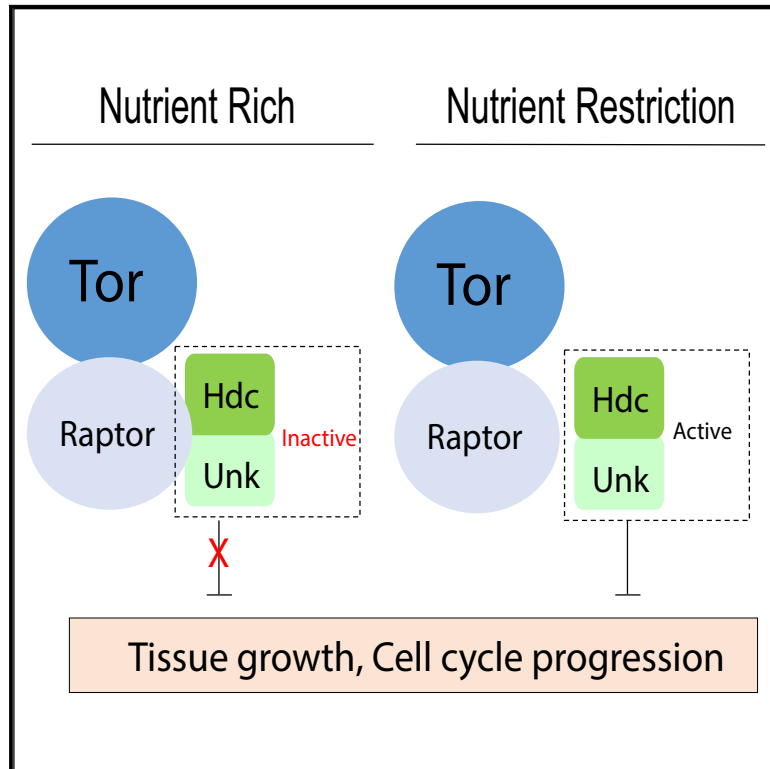 Nutrient Rich
Nutrient Restriction
Tor
Raptor
Hdc
Unk
Inactive
X
Tor
Raptor
Hdc
Unk
Active
Tissue growth, Cell cycle progression